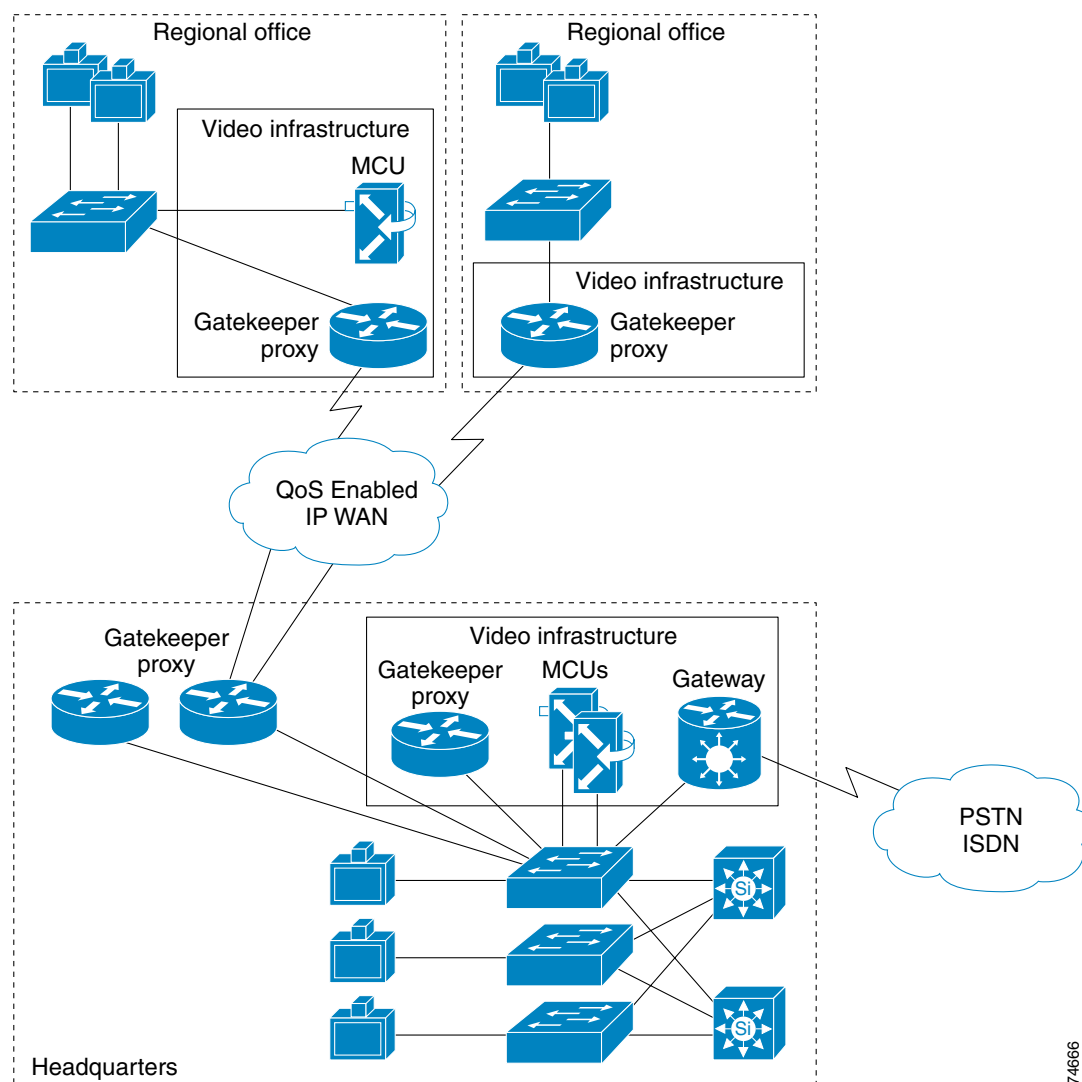 Regional office
Regional office
Video infrastructure
MCU
Gatekeeper
proxy
Video infrastructure
Gatekeeper
proxy
QoS Enabled
IP WAN
Gatekeeper
proxy
Video infrastructure
Gatekeeper
proxy
MCUs
Gateway
PSTN
ISDN
Si
Si
Headquarters
74666